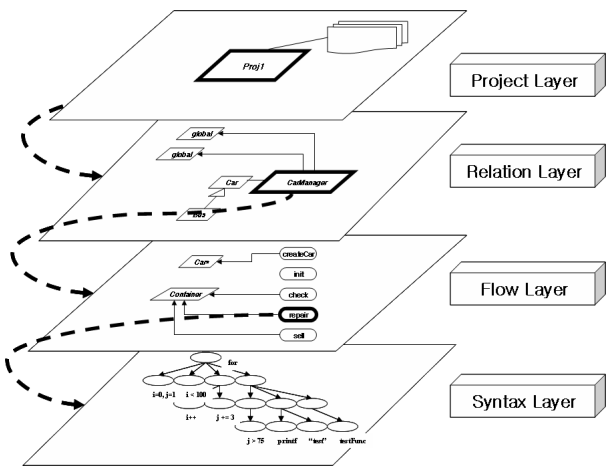 Proj1
Project Layer
global
global
Car
CarManager
Bus
Relation Layer
Car*
createCar
init
Container
check
repair
sell
Flow Layer
for
i=0, j=1
i < 100
i++
j += 3
j > 75
printf
"test"
testFunc
Syntax Layer